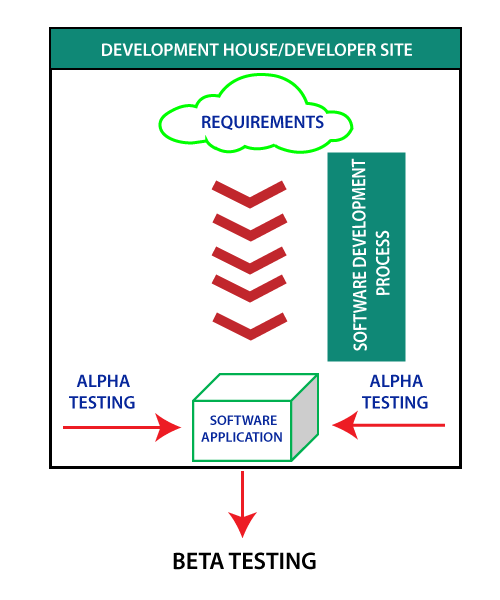 DEVELOPMENT HOUSE/DEVELOPER SITE
REQUIREMENTS
SOFTWARE DEVELOPMENT
PROCESS
ALPHA
TESTING
SOFTWARE
APPLICATION
ALPHA
TESTING
BETA TESTING